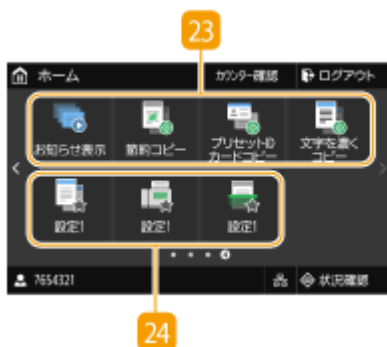 23
ホーム
カウンター確認
ログアウト
お知らせ表示
節約コピー
プリセットID
カードコピー
文字を濃く
コピー
設定1
設定1
設定1
4
7654321
状況確認
24